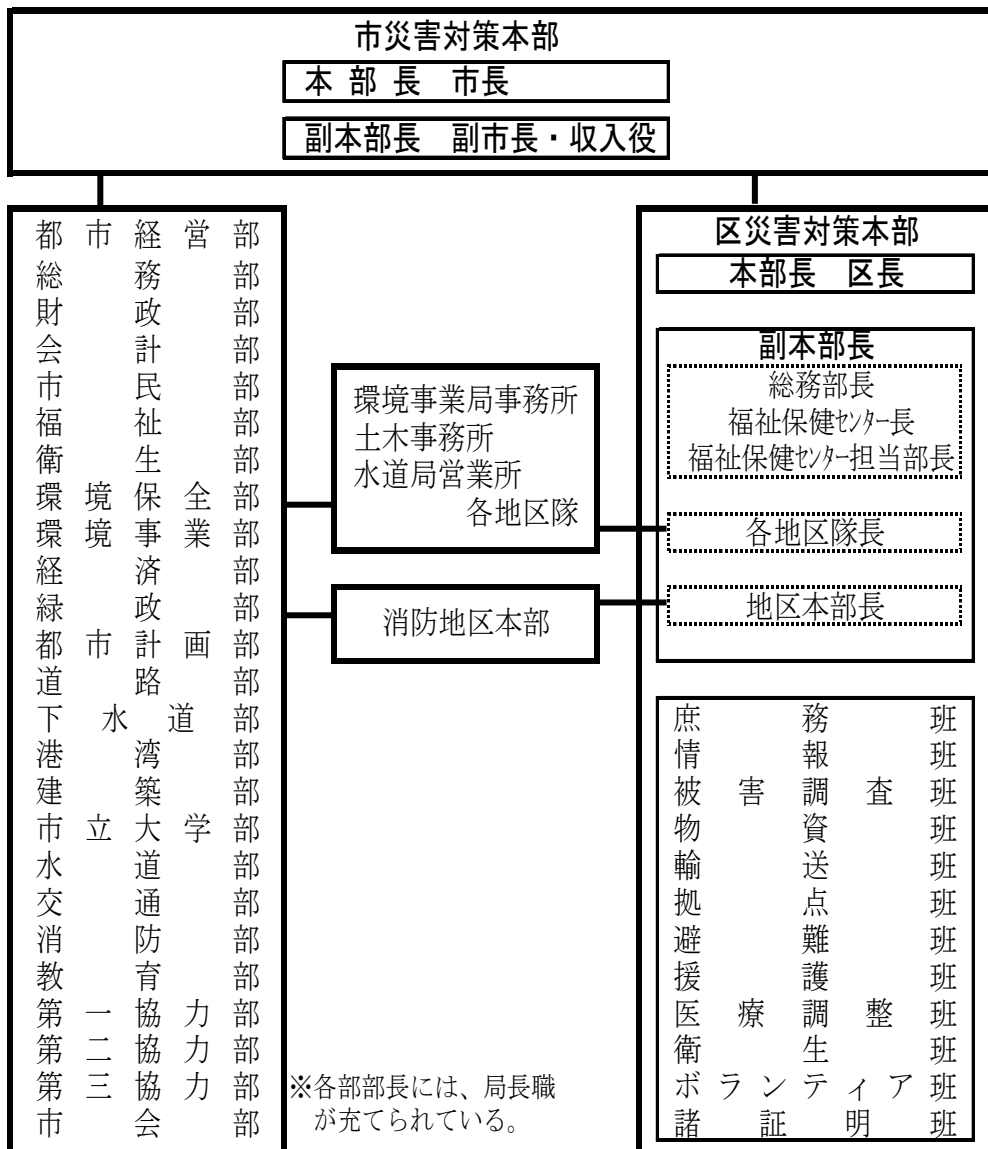 市災害対策本部
本部長 市長
副本部長 副市長・収入役
都市経営部
総務部
財政部
会計部
市民部
福祉部
衛生部
環境保全部
環境事業部
経済部
緑政部
都市計画部
道路部
下水道部
港湾部
建築部
市立大学部
水道部
交通部
消防部
教育部
第一協力部
第二協力部
第三協力部
市会部
環境事業局事務所
土木事務所
水道局営業所
各地区隊
消防地区本部
※各部部長には、局長職
が充てられている。
区災害対策本部
本部長 区長
副本部長
総務部長
福祉保健ｾﾝﾀｰ長
福祉保健ｾﾝﾀｰ担当部長
各地区隊長
地区本部長
庶務班
情報班
被害調査班
物資班
輸送班
拠点班
避難班
援護班
医療調整班
衛生班
ボランティア班
諸証明班